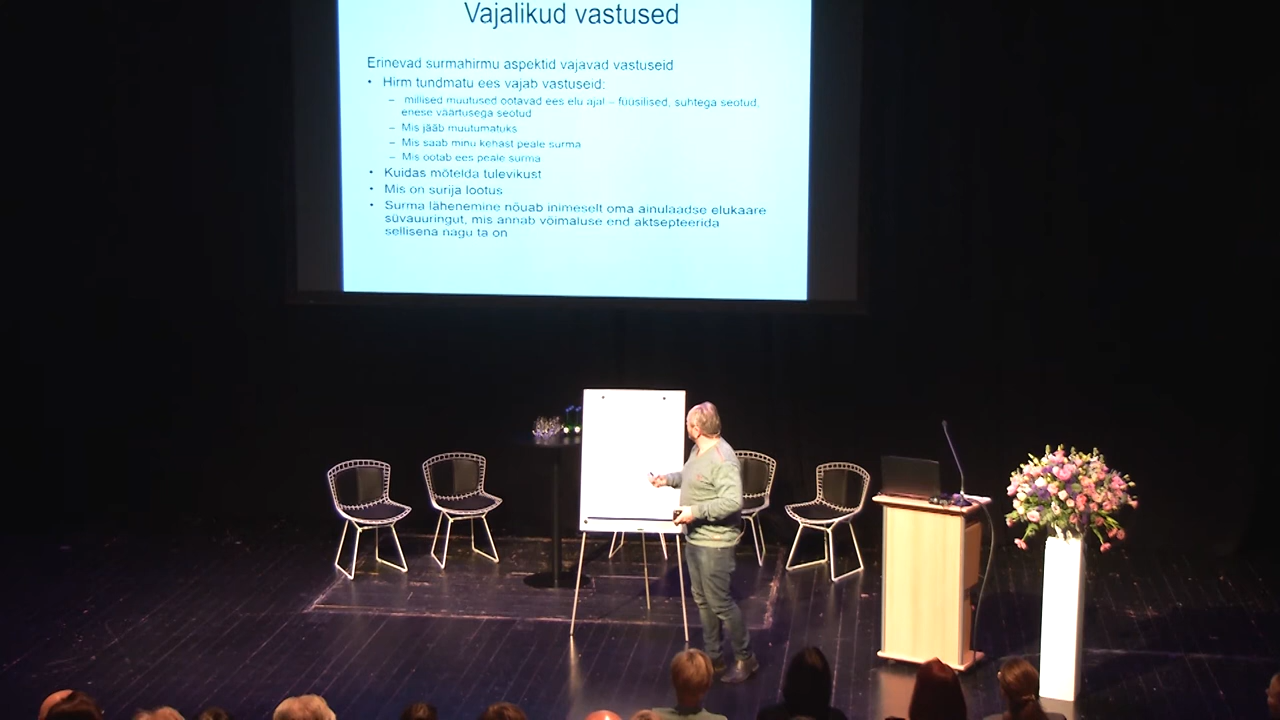 Vajalikud vastused
Erinevad surmahirmu aspektid vajavad vastuseid
• Hirm tundmatu ees vajab vastuseid:
– millised muutused ootavad ees elu ajal – füüsilised, suhtega seotud,
enese väärtusega seotud
– Mis jääb muutumatuks
– Mis saab minu kehast peale surma
– Mis ootab ees peale surma
• Kuidas mõtelda tulevikust
• Mis on surija lootus
• Surma lähenemine nõuab inimeselt oma ainulaadse elukaare
süvauuringut, mis annab võimaluse end aktsepteerida
sellisena nagu ta on